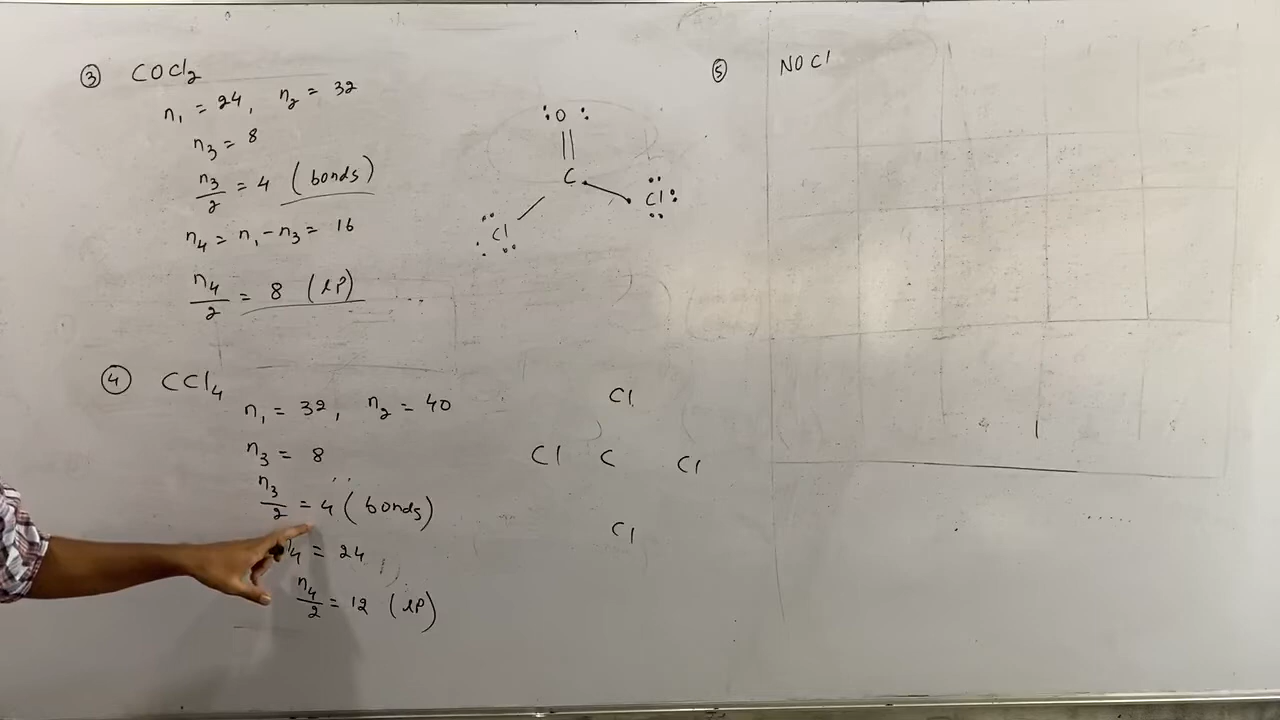 ③ COCl₂
n₁ = 24, n₂ = 32
n₃ = 8
n₃/2 = 4 (bonds)
n₄ = n₁ - n₃ = 16
n₄/2 = 8 (lP)
:O:
||
C
Cl
Cl
④ CCl₄
n₁ = 32, n₂ = 40
n₃ = 8
n₃/2 = 4 (bonds)
4 = 24
n₄/2 = 12 (lP)
Cl
Cl C Cl
Cl
⑤ NOCl